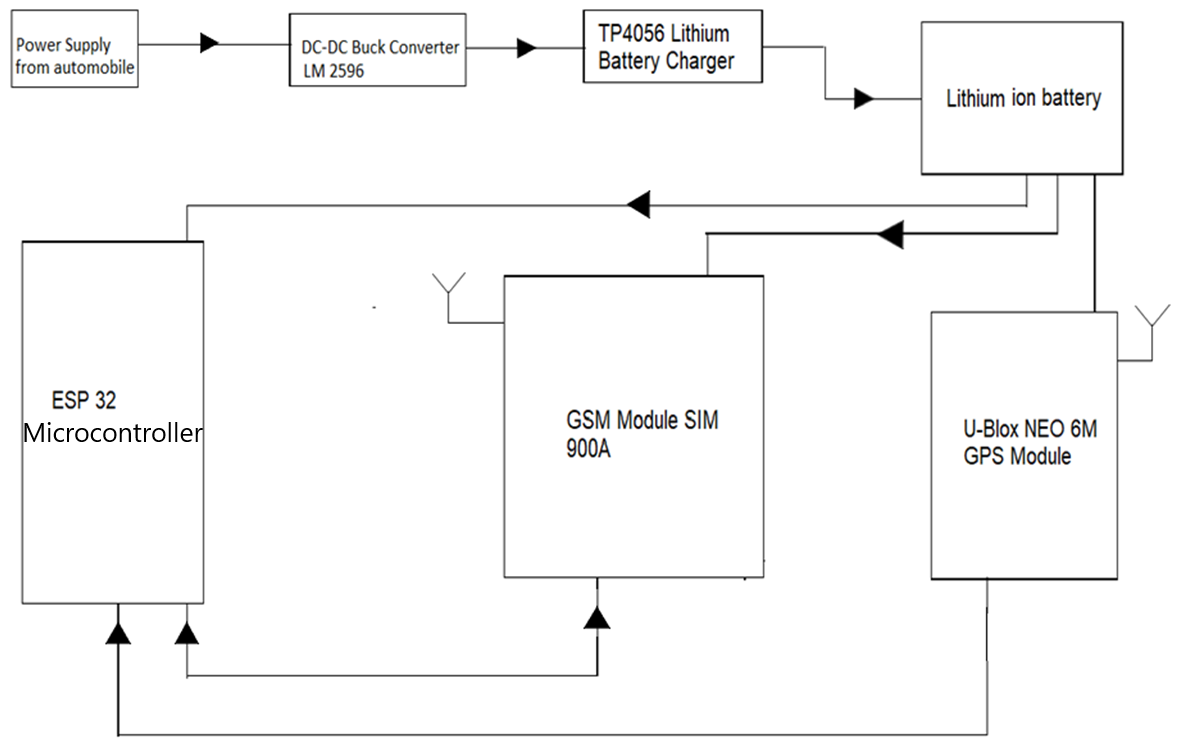 Power Supply
from automobile
DC-DC Buck Converter
LM 2596
TP4056 Lithium
Battery Charger
Lithium ion battery
ESP 32
Microcontroller
GSM Module SIM
900A
U-Blox NEO 6M
GPS Module